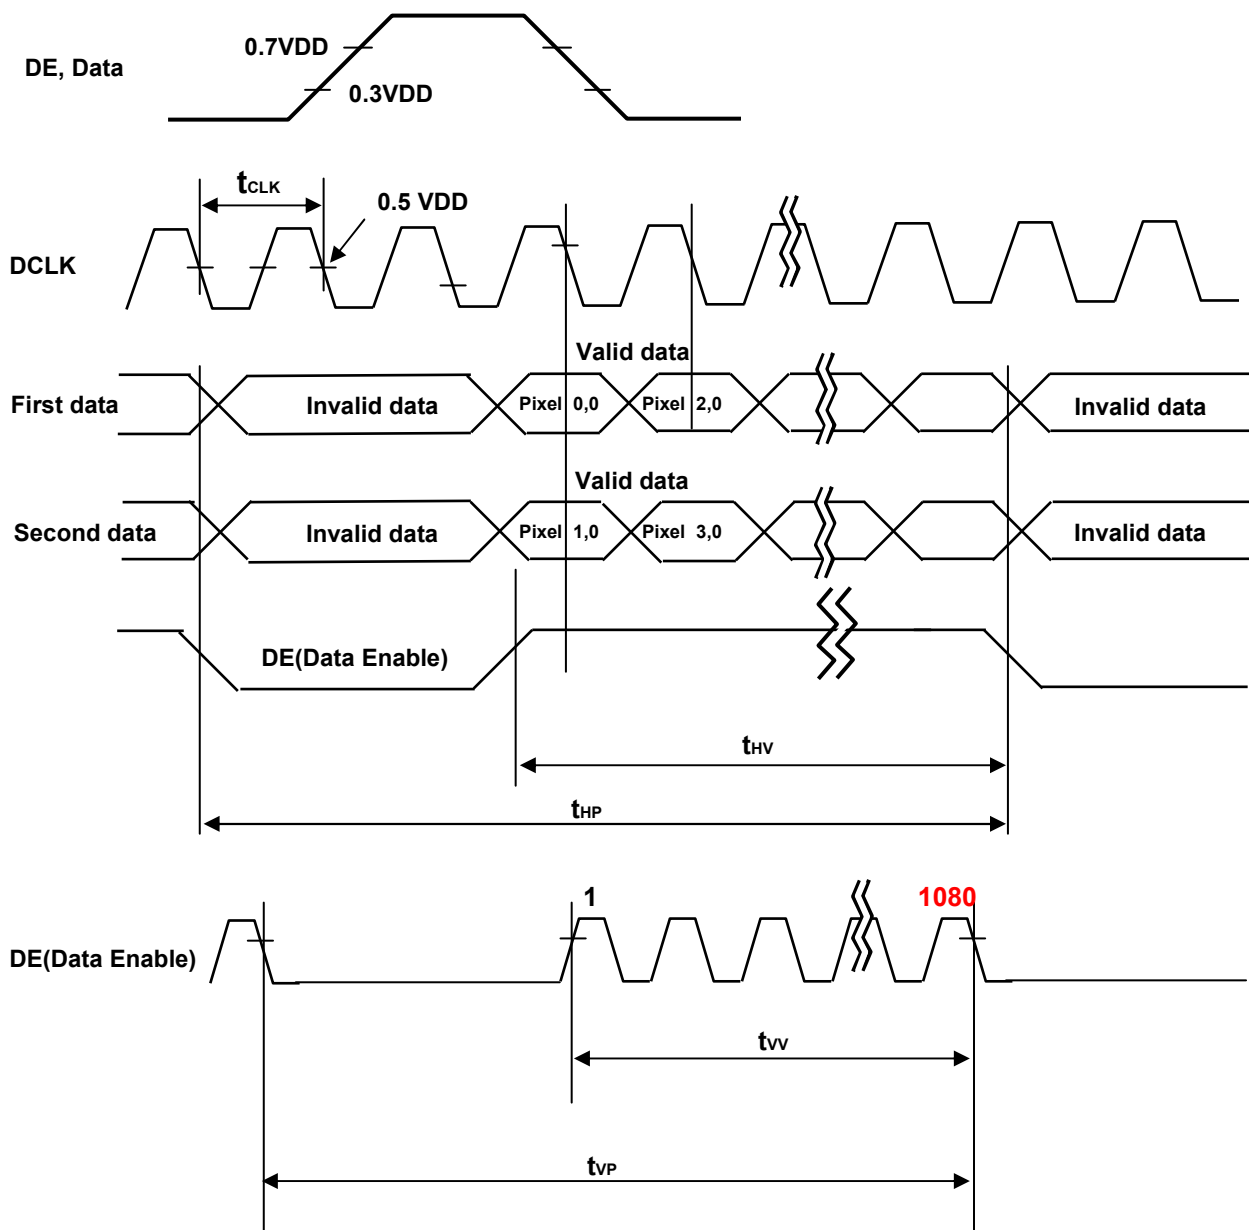 0.7VDD
DE, Data
0.3VDD
tCLK
0.5 VDD
DCLK
Valid data
First data
Invalid data
Pixel 0,0
Pixel 2,0
Invalid data
Valid data
Second data
Invalid data
Pixel 1,0
Pixel 3,0
Invalid data
DE(Data Enable)
tHV
tHP
1
1080
DE(Data Enable)
tVV
tVP